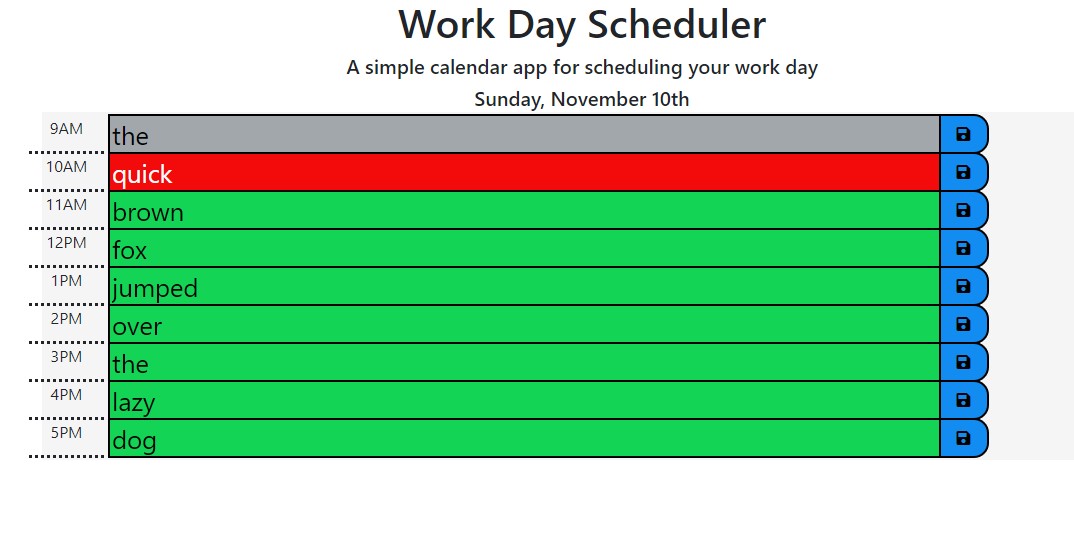 Work Day Scheduler
A simple calendar app for scheduling your work day
Sunday, November 10th
9AM the
10AM quick
11AM brown
12PM fox
1PM jumped
2PM over
3PM the
4PM lazy
5PM dog